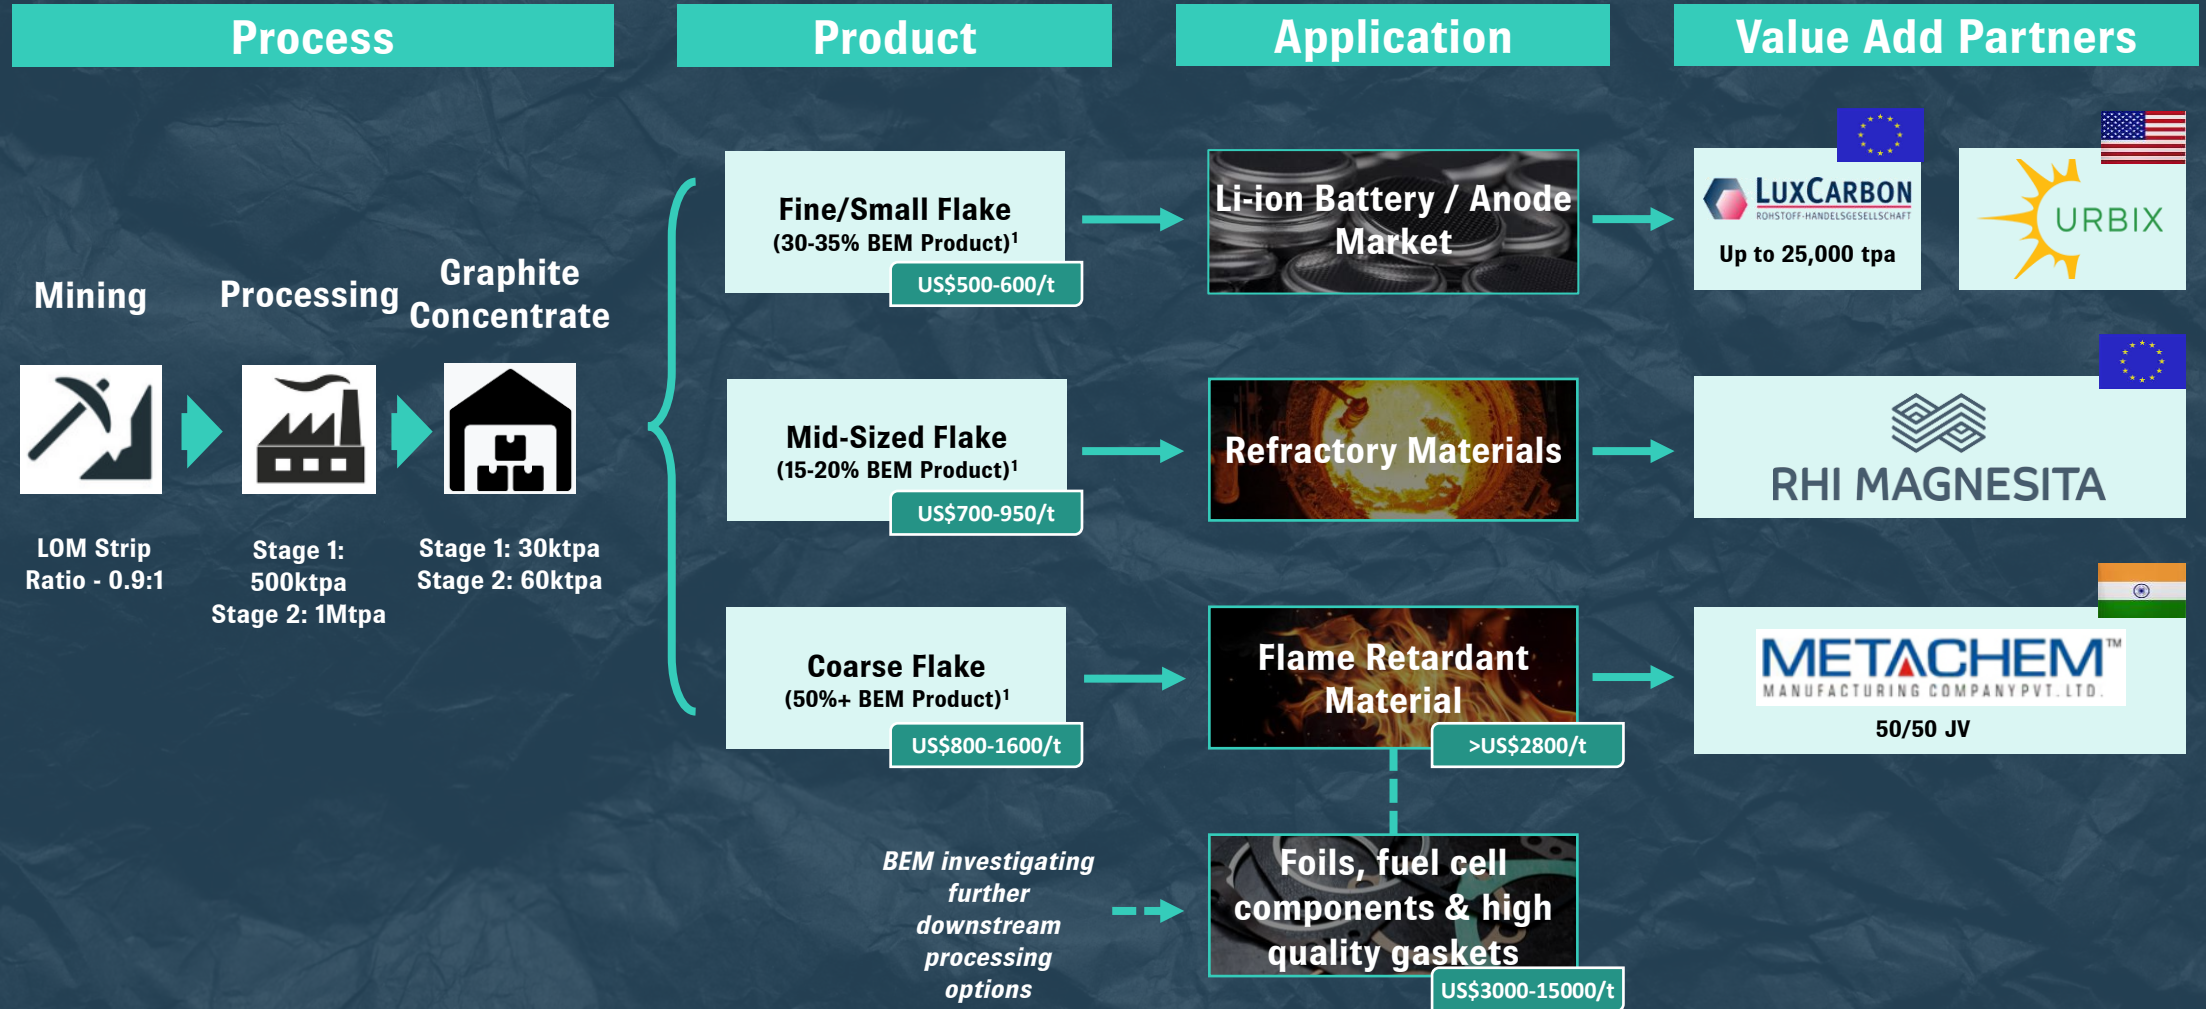 Process
Product
Application
Value Add Partners
Mining
Processing
Graphite
Concentrate
LOM Strip
Ratio - 0.9:1
Stage 1:
500ktpa
Stage 2: 1Mtpa
Stage 1: 30ktpa
Stage 2: 60ktpa
Fine/Small Flake
(30-35% BEM Product)¹
US$500-600/t
Li-ion Battery / Anode
Market
LUXCARBON
ROHSTOFF-HANDELSGESELLSCHAFT
Up to 25,000 tpa
URBIX
Mid-Sized Flake
(15-20% BEM Product)¹
US$700-950/t
Refractory Materials
RHI MAGNESITA
Coarse Flake
(50%+ BEM Product)¹
US$800-1600/t
Flame Retardant
Material
>US$2800/t
METACHEM™
MANUFACTURING COMPANY PVT. LTD.
50/50 JV
BEM investigating
further
downstream
processing
options
Foils, fuel cell
components & high
quality gaskets
US$3000-15000/t